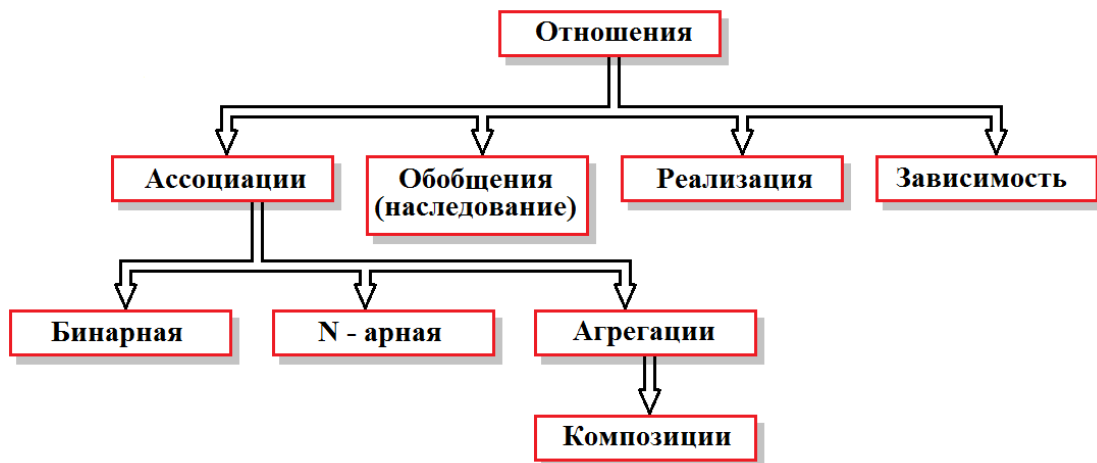 Отношения
Ассоциации
Обобщения
(наследование)
Реализация
Зависимость
Бинарная
N - арная
Агрегации
Композиции